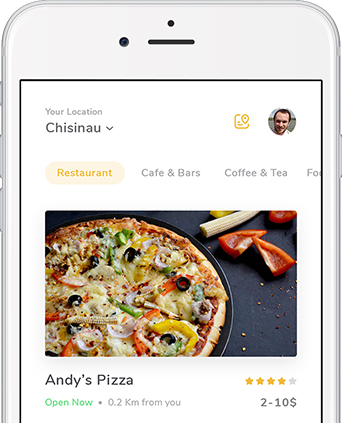 Your Location
Chisinau
Restaurant Cafe & Bars Coffee & Tea
Andy's Pizza
Open Now • 0.2 Km from you 2-10$